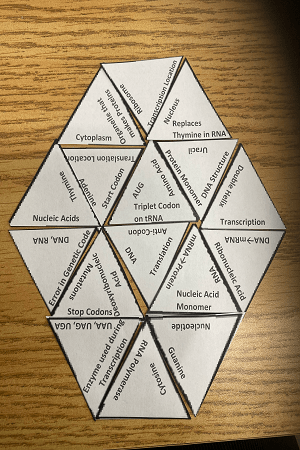 Organelle that
makes Proteins
Ribosome
Cytoplasm
Transcription Location
Nucleus
Replaces
Thymine in RNA
Translation Location
Thymine
Adenine
Nucleic Acids
Start Codon
AUG
Amino Acid
Triplet Codon
on tRNA
Protein Monomer
Uracil
DNA Structure
Double Helix
Transcription
DNA, RNA
Error in Genetic Code
Mutations
Stop Codons
Deoxyribonucleic
Acid
DNA
Anti-Codon
Translation
mRNA→Protein
RNA
Nucleic Acid
Monomer
Ribonucleic Acid
DNA→mRNA
UAA, UAG, UGA
Enzyme used during
Transcription
RNA Polymerase
Cytosine
Guanine
Nucleotide